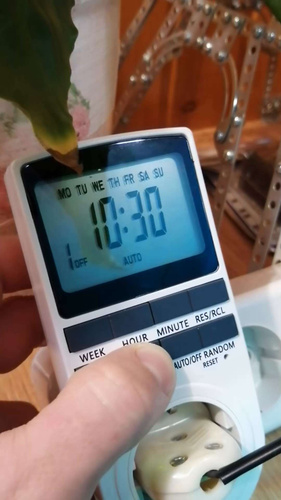 MO TU WE TH FR SA SU
10:30
1 OFF AUTO
WEEK HOUR MINUTE RES/RCL
AUTO/OFF RANDOM
RESET